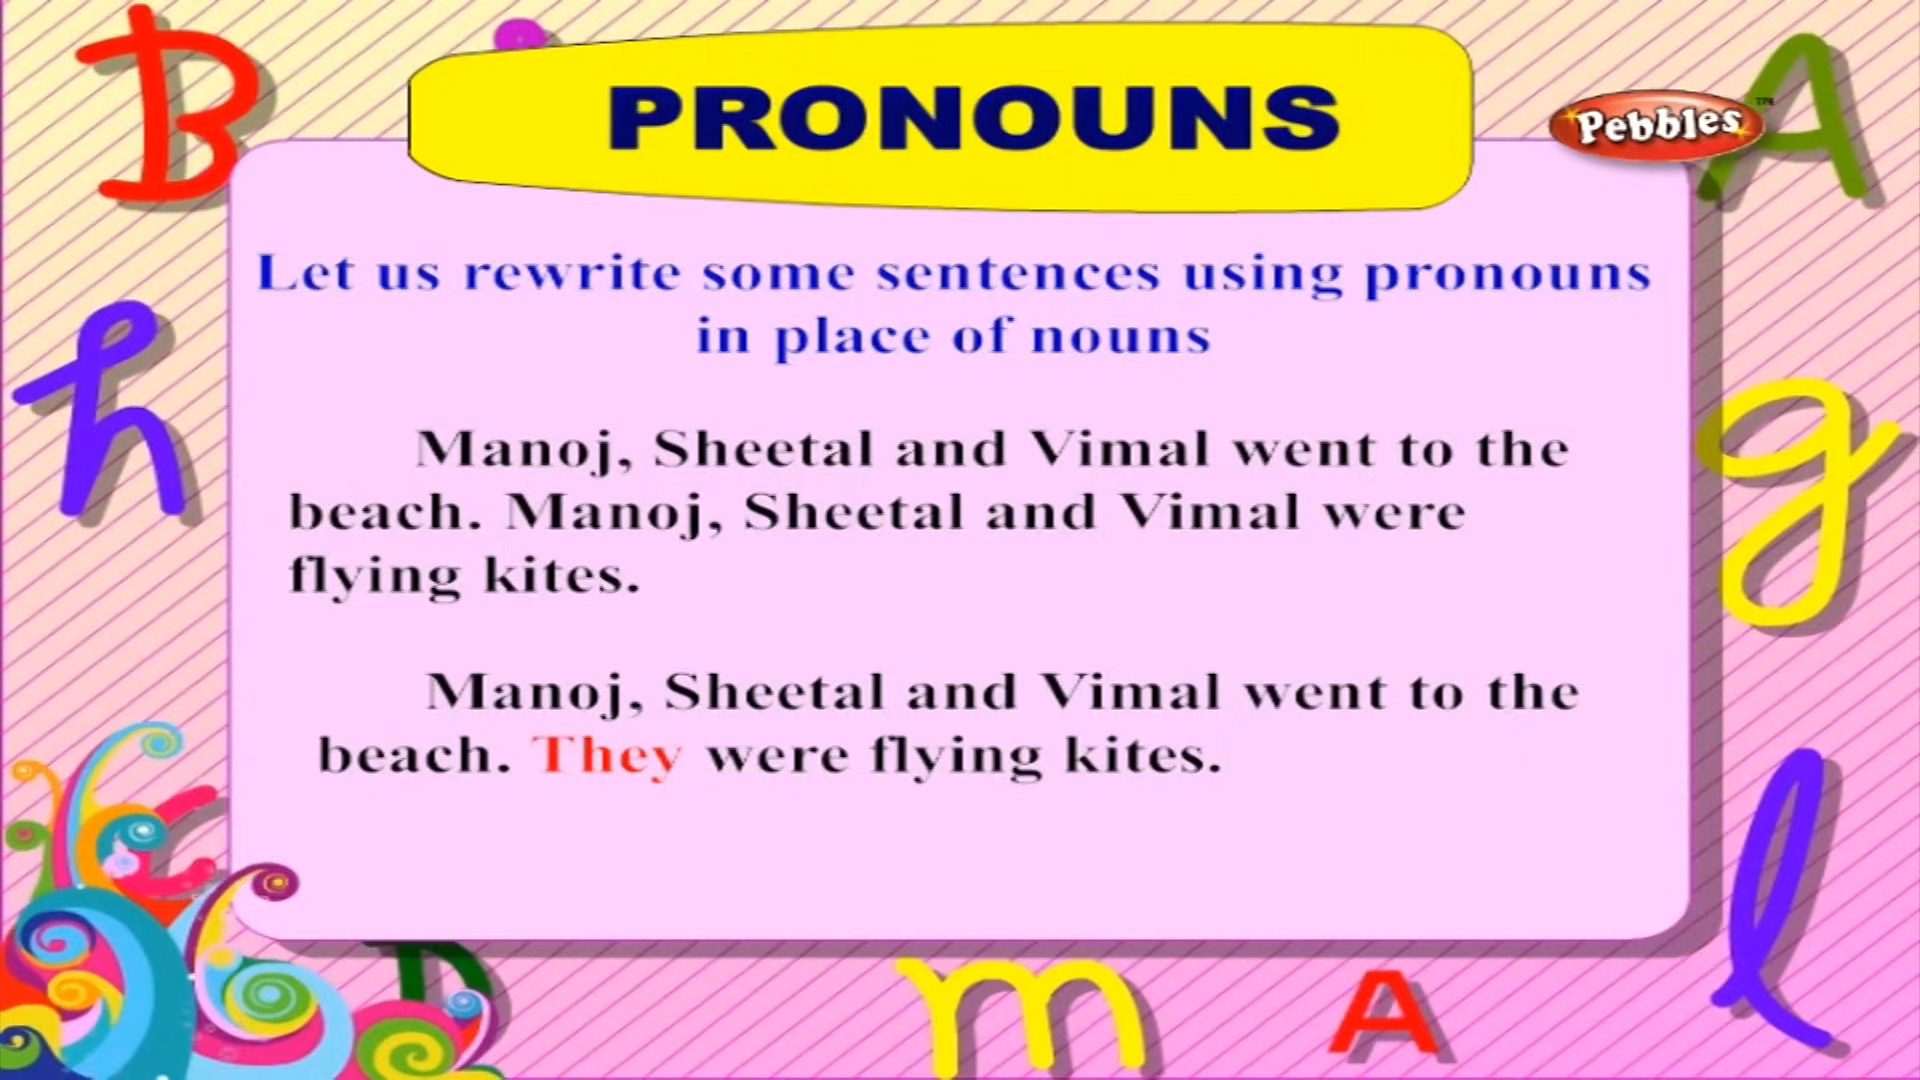 B
A
PRONOUNS
Pebbles™
Let us rewrite some sentences using pronouns
in place of nouns
h
g
Manoj, Sheetal and Vimal went to the
beach. Manoj, Sheetal and Vimal were
flying kites.
Manoj, Sheetal and Vimal went to the
beach. They were flying kites.
l
D
m
A